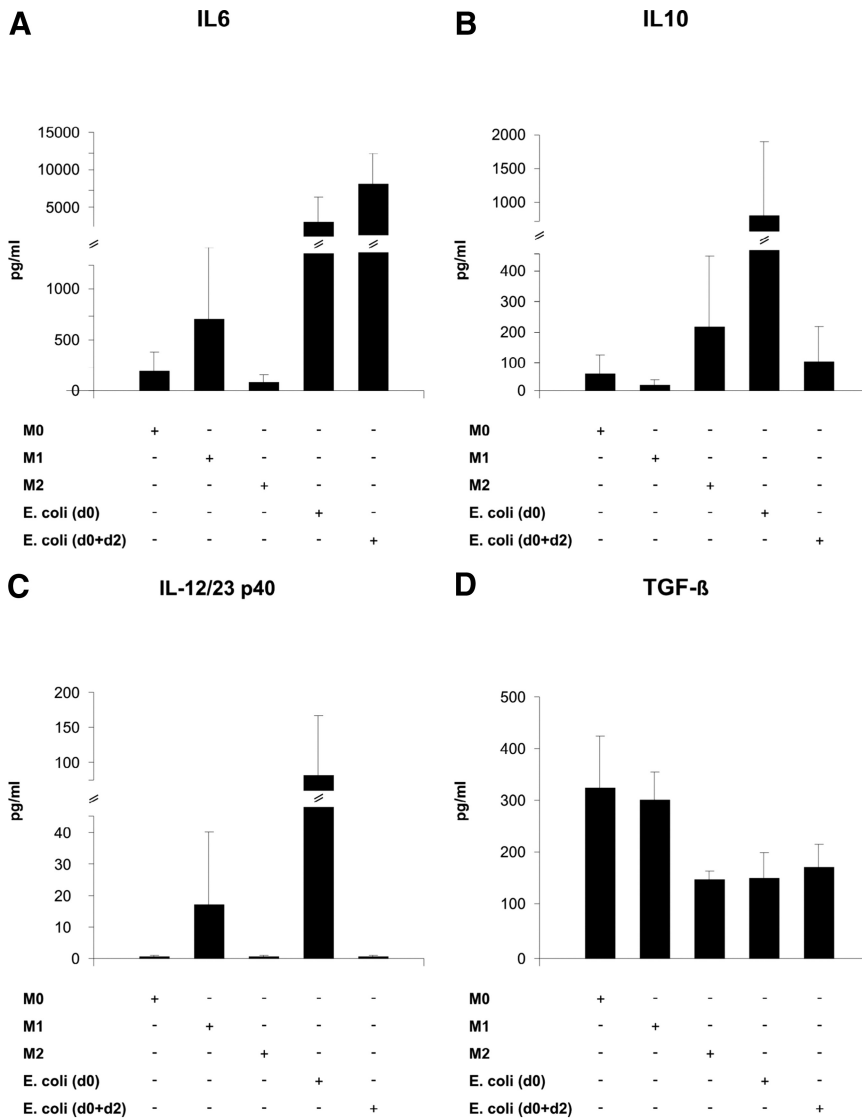 A
IL6
pg/ml
15000
10000
5000
1000
500
0
M0 + - - - -
M1 - + - - -
M2 - - + - -
E. coli (d0) - - - + -
E. coli (d0+d2) - - - - +
B
IL10
pg/ml
2000
1500
1000
400
300
200
100
0
M0 + - - - -
M1 - + - - -
M2 - - + - -
E. coli (d0) - - - + -
E. coli (d0+d2) - - - - +
C
IL-12/23 p40
pg/ml
200
150
100
40
30
20
10
0
M0 + - - - -
M1 - + - - -
M2 - - + - -
E. coli (d0) - - - + -
E. coli (d0+d2) - - - - +
D
TGF-ß
pg/ml
500
400
300
200
100
0
M0 + - - - -
M1 - + - - -
M2 - - + - -
E. coli (d0) - - - + -
E. coli (d0+d2) - - - - +